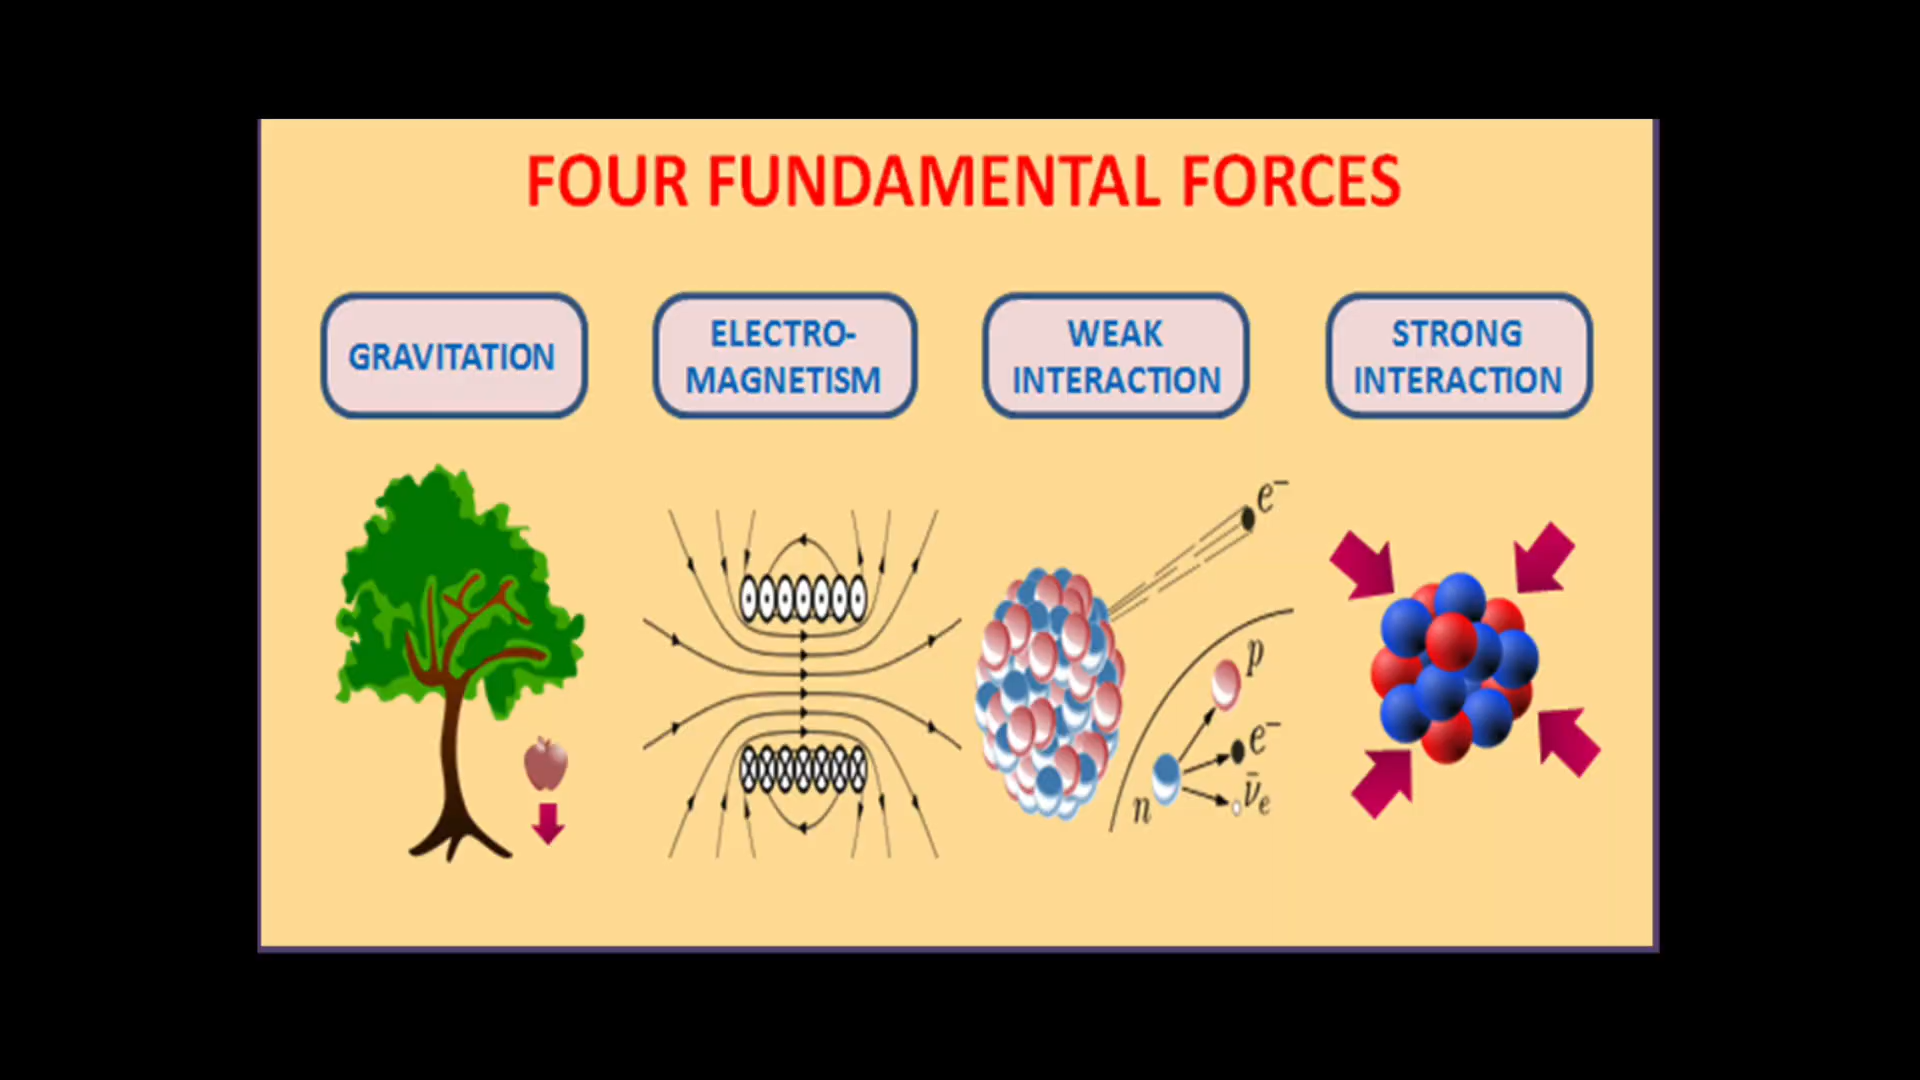 FOUR FUNDAMENTAL FORCES
GRAVITATION
ELECTRO-
MAGNETISM
WEAK
INTERACTION
STRONG
INTERACTION
e⁻
p
e⁻
n
ν̄ₑ